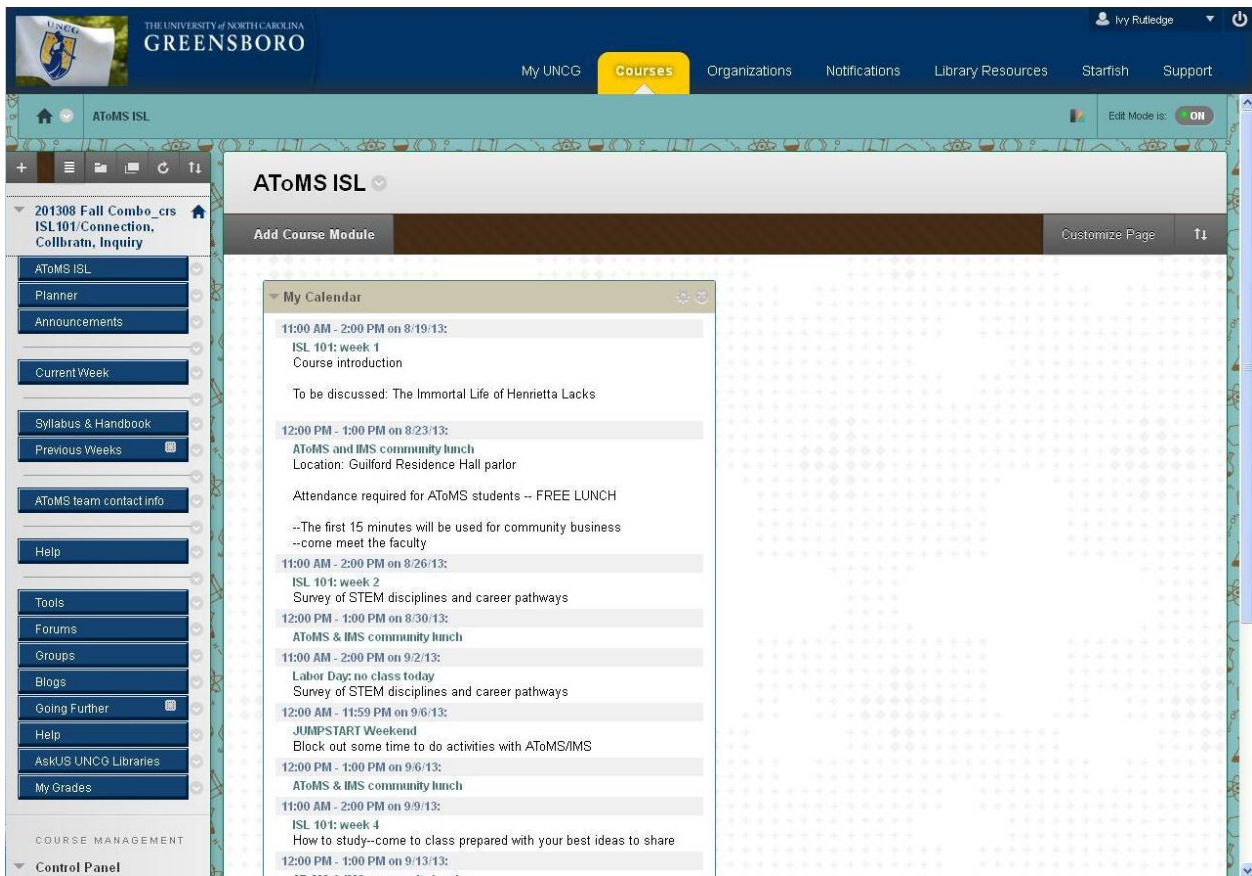 UNCG
THE UNIVERSITY of NORTH CAROLINA
GREENSBORO
Ivy Rutledge
My UNCG
Courses
Organizations
Notifications
Library Resources
Starfish
Support
AToMS ISL
Edit Mode is: ON
201308 Fall Combo_crs
ISL101/Connection,
Collbratn, Inquiry
AToMS ISL
Planner
Announcements
Current Week
Syllabus & Handbook
Previous Weeks
AToMS team contact info
Help
Tools
Forums
Groups
Blogs
Going Further
Help
AskUS UNCG Libraries
My Grades
COURSE MANAGEMENT
Control Panel
AToMS ISL
Add Course Module
Customize Page
My Calendar
11:00 AM - 2:00 PM on 8/19/13:
ISL 101: week 1
Course introduction
To be discussed: The Immortal Life of Henrietta Lacks
12:00 PM - 1:00 PM on 8/23/13:
AToMS and IMS community lunch
Location: Guilford Residence Hall parlor
Attendance required for AToMS students -- FREE LUNCH
--The first 15 minutes will be used for community business
--come meet the faculty
11:00 AM - 2:00 PM on 8/26/13:
ISL 101: week 2
Survey of STEM disciplines and career pathways
12:00 PM - 1:00 PM on 8/30/13:
AToMS & IMS community lunch
11:00 AM - 2:00 PM on 9/2/13:
Labor Day: no class today
Survey of STEM disciplines and career pathways
12:00 AM - 11:59 PM on 9/6/13:
JUMPSTART Weekend
Block out some time to do activities with AToMS/IMS
12:00 PM - 1:00 PM on 9/6/13:
AToMS & IMS community lunch
11:00 AM - 2:00 PM on 9/9/13:
ISL 101: week 4
How to study--come to class prepared with your best ideas to share
12:00 PM - 1:00 PM on 9/13/13: